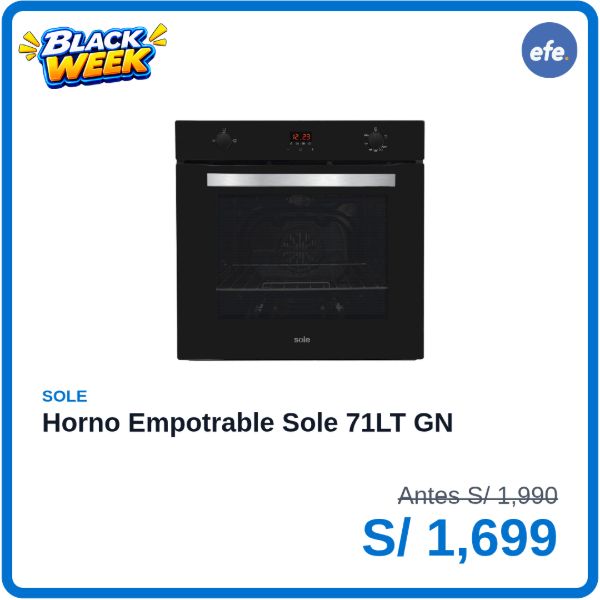 BLACK
WEEK
efe.
12 23
sole
SOLE
Horno Empotrable Sole 71LT GN
Antes S/ 1,990
S/ 1,699